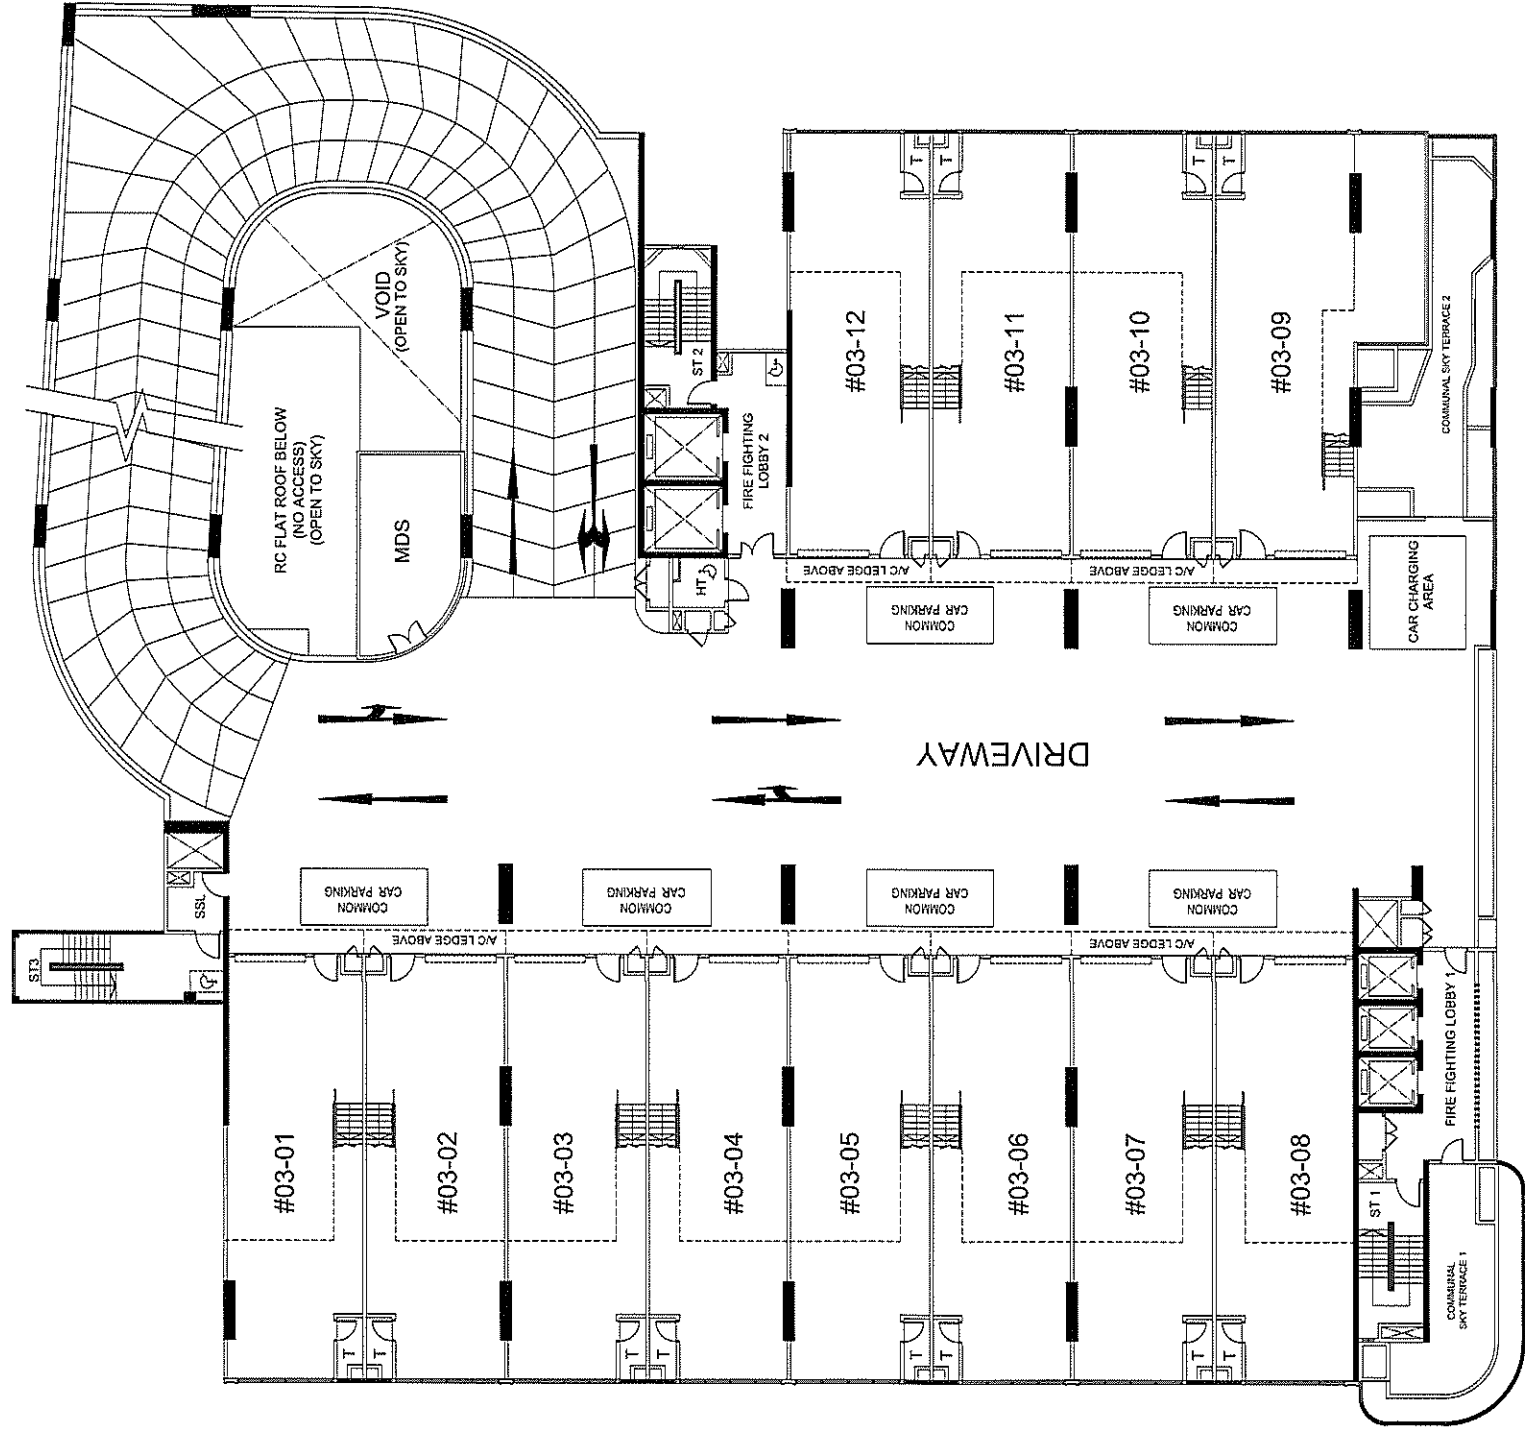 VOID
(OPEN TO SKY)
RC FLAT ROOF BELOW
(NO ACCESS)
(OPEN TO SKY)
MDS
ST 2
FIRE FIGHTING
LOBBY 2
HT
T
T
T
T
#03-12
#03-11
#03-10
#03-09
COMMUNAL SKY TERRACE 2
A/C LEDGE ABOVE
A/C LEDGE ABOVE
COMMON
CAR PARKING
COMMON
CAR PARKING
CAR CHARGING
AREA
DRIVEWAY
SSL
ST3
COMMON
CAR PARKING
COMMON
CAR PARKING
COMMON
CAR PARKING
COMMON
CAR PARKING
A/C LEDGE ABOVE
A/C LEDGE ABOVE
#03-01
#03-02
#03-03
#03-04
#03-05
#03-06
#03-07
#03-08
FIRE FIGHTING LOBBY 1
ST 1
COMMUNAL
SKY TERRACE 1
T
T
T
T
T
T
T
T